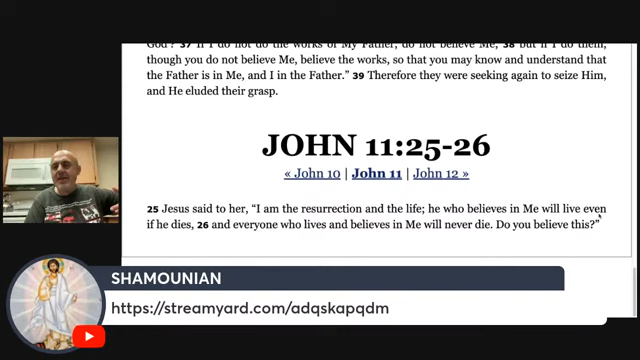 God? 37 If I do not do the works of My Father, do not believe Me; 38 but if I do them,
though you do not believe Me, believe the works, so that you may know and understand that
the Father is in Me, and I in the Father.” 39 Therefore they were seeking again to seize Him,
and He eluded their grasp.
JOHN 11:25-26
« John 10 | John 11 | John 12 »
25 Jesus said to her, “I am the resurrection and the life; he who believes in Me will live even
if he dies, 26 and everyone who lives and believes in Me will never die. Do you believe this?”
SHAMOUNIAN
https://streamyard.com/adqskapqdm